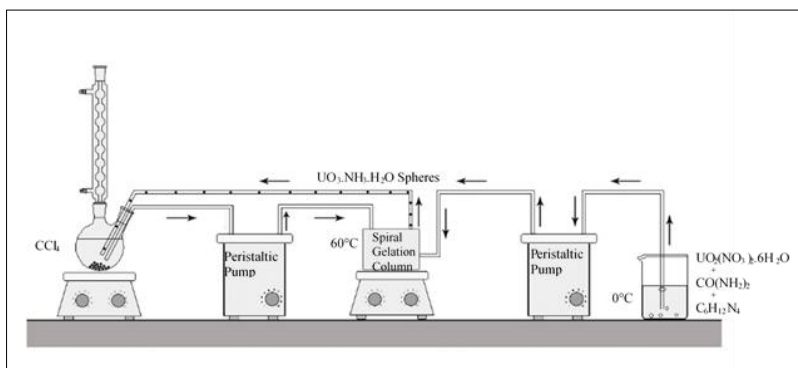 UO₃.NH₃.H₂O Spheres
CCl₄
Peristaltic
Pump
60°C
Spiral
Gelation
Column
Peristaltic
Pump
0°C
UO₂(NO₃)₂.6H₂O
+
CO(NH₂)₂
+
C₆H₁₂N₄